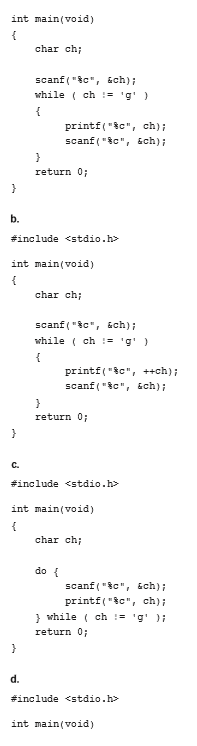 int main(void)
{
char ch;
scanf("%c", &ch);
while ( ch != 'g' )
{
printf("%c", ch);
scanf("%c", &ch);
}
return 0;
}
b.
#include <stdio.h>
int main(void)
{
char ch;
scanf("%c", &ch);
while ( ch != 'g' )
{
printf("%c", ++ch);
scanf("%c", &ch);
}
return 0;
}
c.
#include <stdio.h>
int main(void)
{
char ch;
do {
scanf("%c", &ch);
printf("%c", ch);
} while ( ch != 'g' );
return 0;
}
d.
#include <stdio.h>
int main(void)